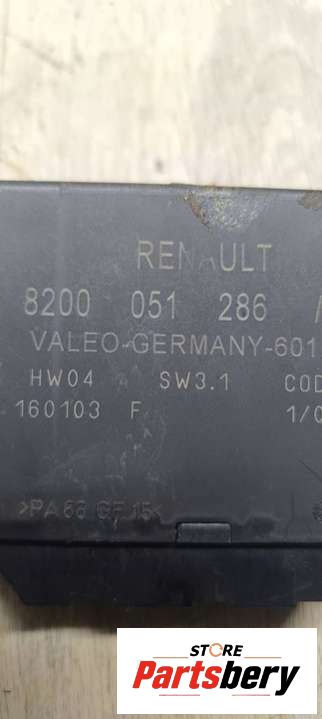 RENAULT
8200 051 286 /
VALEO-GERMANY-601
HW04 SW3.1 COD
160103 F 1/0
>PA66 GF15<
STORE
Partsbery